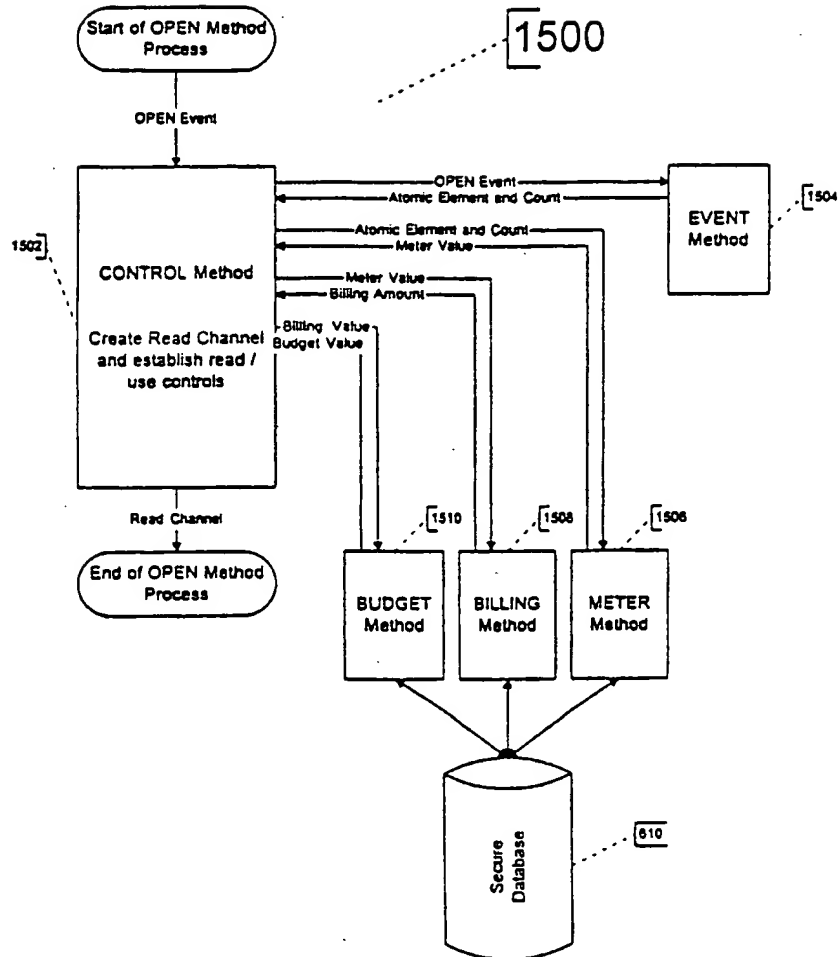 Start of OPEN Method
Process
1500
OPEN Event
OPEN Event
Atomic Element and Count
EVENT
Method
1504
1502
Atomic Element and Count
Meter Value
CONTROL Method
Meter Value
Billing Amount
Create Read Channel
and establish read /
use controls
Billing Value
Budget Value
Read Channel
1510
1508
1506
End of OPEN Method
Process
BUDGET
Method
BILLING
Method
METER
Method
Secure
Database
610